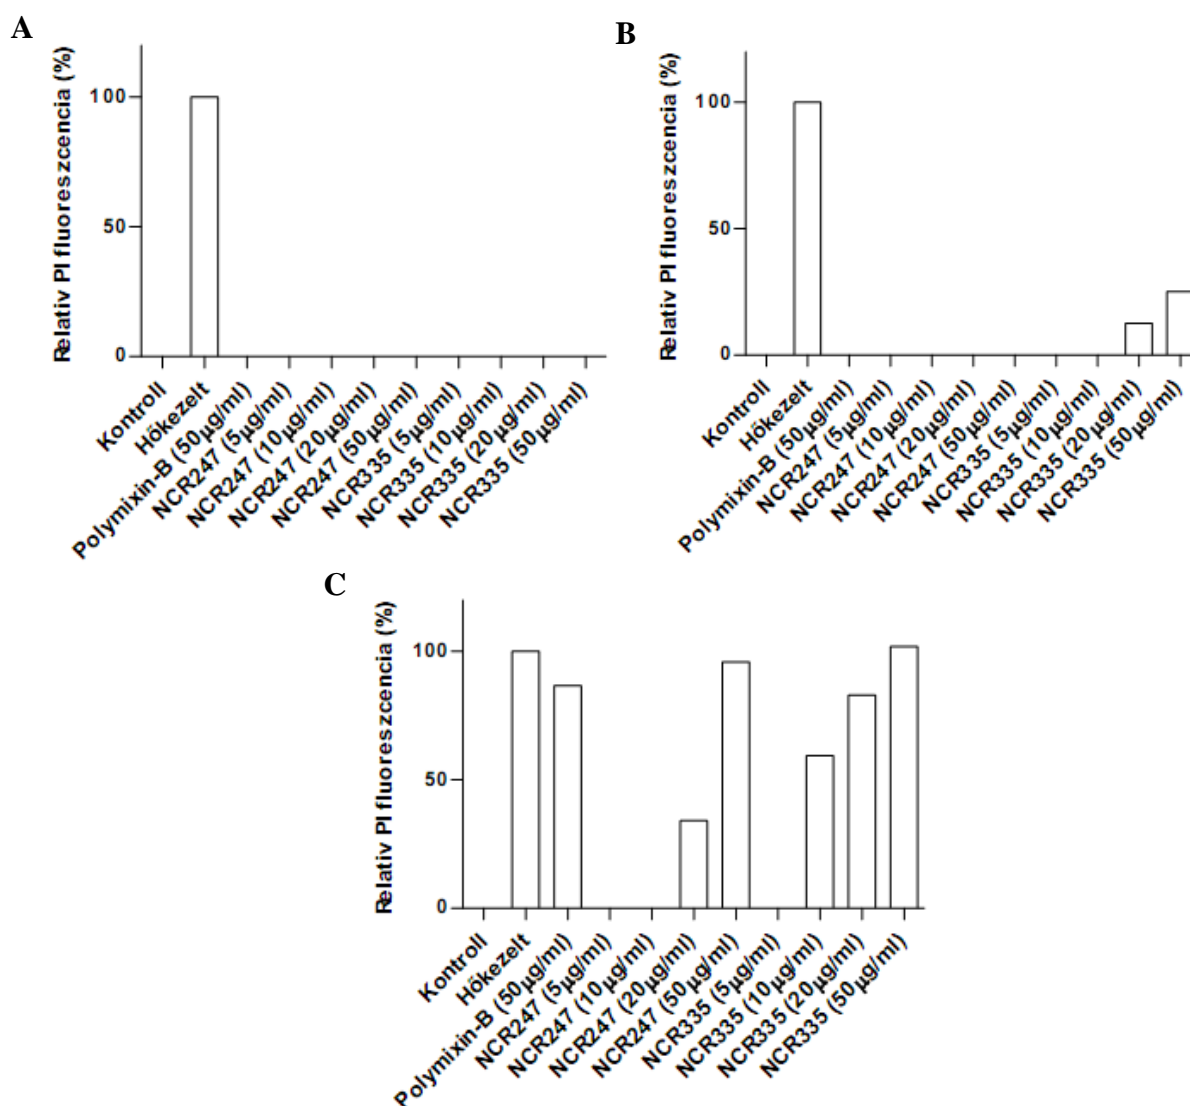 A
Relativ PI fluoreszcencia (%)
100
50
0
Kontroll
Hőkezelt
Polymixin-B (50µg/ml)
NCR247 (5µg/ml)
NCR247 (10µg/ml)
NCR247 (20µg/ml)
NCR247 (50µg/ml)
NCR335 (5µg/ml)
NCR335 (10µg/ml)
NCR335 (20µg/ml)
NCR335 (50µg/ml)
B
Relativ PI fluoreszcencia (%)
100
50
0
Kontroll
Hőkezelt
Polymixin-B (50µg/ml)
NCR247 (5µg/ml)
NCR247 (10µg/ml)
NCR247 (20µg/ml)
NCR247 (50µg/ml)
NCR335 (5µg/ml)
NCR335 (10µg/ml)
NCR335 (20µg/ml)
NCR335 (50µg/ml)
C
Relativ PI fluoreszcencia (%)
100
50
0
Kontroll
Hőkezelt
Polymixin-B (50µg/ml)
NCR247 (5µg/ml)
NCR247 (10µg/ml)
NCR247 (20µg/ml)
NCR247 (50µg/ml)
NCR335 (5µg/ml)
NCR335 (10µg/ml)
NCR335 (20µg/ml)
NCR335 (50µg/ml)